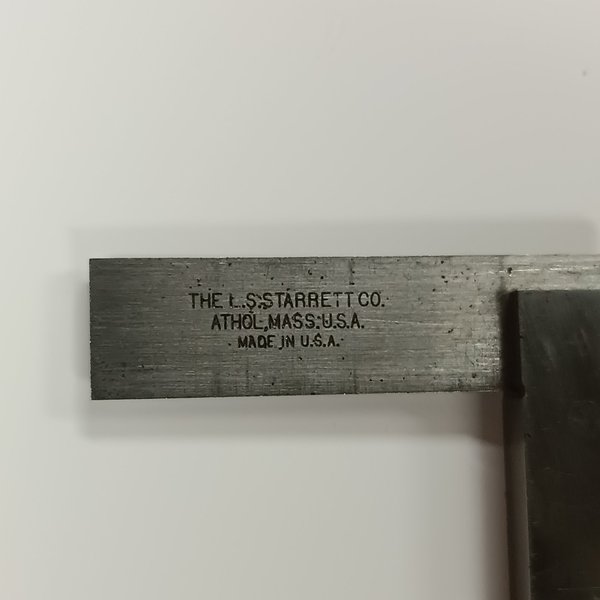 THE L.S.STARRETT CO.
ATHOL, MASS. U.S.A.
MADE IN U.S.A.